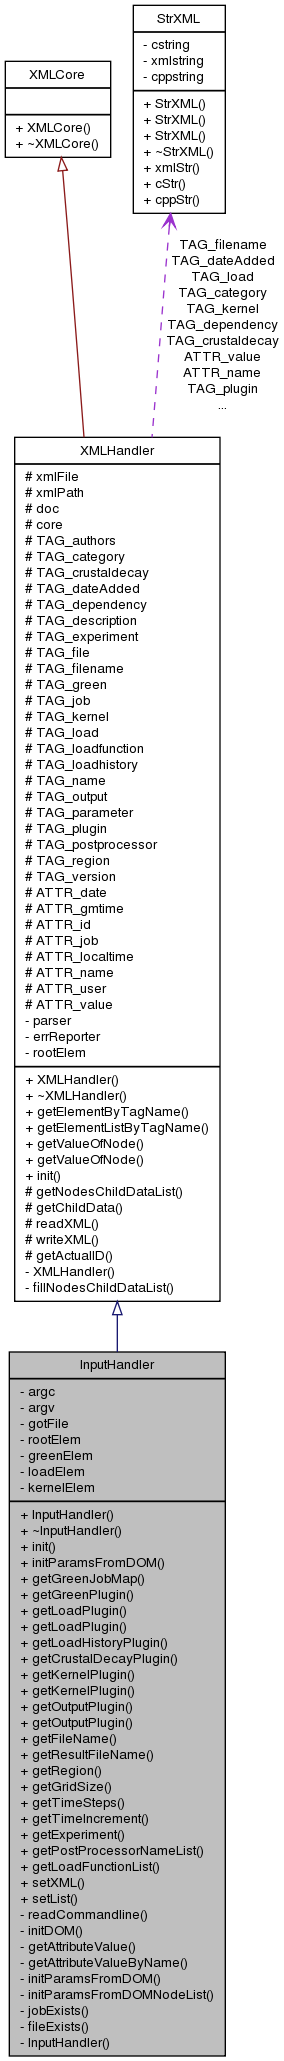 StrXML
- cstring
- xmlstring
- cppstring
+ StrXML()
+ StrXML()
+ StrXML()
+ ~StrXML()
+ xmlStr()
+ cStr()
+ cppStr()
XMLCore
+ XMLCore()
+ ~XMLCore()
TAG_filename
TAG_dateAdded
TAG_load
TAG_category
TAG_kernel
TAG_dependency
TAG_crustaldecay
ATTR_value
ATTR_name
TAG_plugin
...
XMLHandler
# xmlFile
# xmlPath
# doc
# core
# TAG_authors
# TAG_category
# TAG_crustaldecay
# TAG_dateAdded
# TAG_dependency
# TAG_description
# TAG_experiment
# TAG_file
# TAG_filename
# TAG_green
# TAG_job
# TAG_kernel
# TAG_load
# TAG_loadfunction
# TAG_loadhistory
# TAG_name
# TAG_output
# TAG_parameter
# TAG_plugin
# TAG_postprocessor
# TAG_region
# TAG_version
# ATTR_date
# ATTR_gmtime
# ATTR_id
# ATTR_job
# ATTR_localtime
# ATTR_name
# ATTR_user
# ATTR_value
- parser
- errReporter
- rootElem
+ XMLHandler()
+ ~XMLHandler()
+ getElementByTagName()
+ getElementListByTagName()
+ getValueOfNode()
+ getValueOfNode()
+ init()
# getNodesChildDataList()
# getChildData()
# readXML()
# writeXML()
# getActualID()
- XMLHandler()
- fillNodesChildDataList()
InputHandler
- argc
- argv
- gotFile
- rootElem
- greenElem
- loadElem
- kernelElem
+ InputHandler()
+ ~InputHandler()
+ init()
+ initParamsFromDOM()
+ getGreenJobMap()
+ getGreenPlugin()
+ getLoadPlugin()
+ getLoadPlugin()
+ getLoadHistoryPlugin()
+ getCrustalDecayPlugin()
+ getKernelPlugin()
+ getKernelPlugin()
+ getOutputPlugin()
+ getOutputPlugin()
+ getFileName()
+ getResultFileName()
+ getRegion()
+ getGridSize()
+ getTimeSteps()
+ getTimeIncrement()
+ getExperiment()
+ getPostProcessorNameList()
+ getLoadFunctionList()
+ setXML()
+ setList()
- readCommandline()
- initDOM()
- getAttributeValue()
- getAttributeValueByName()
- initParamsFromDOM()
- initParamsFromDOMNodeList()
- jobExists()
- fileExists()
- InputHandler()